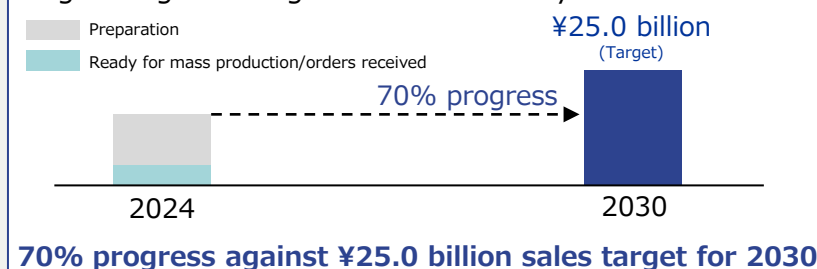 Preparation
Ready for mass production/orders received
¥25.0 billion
(Target)
70% progress
2024
2030
70% progress against ¥25.0 billion sales target for 2030